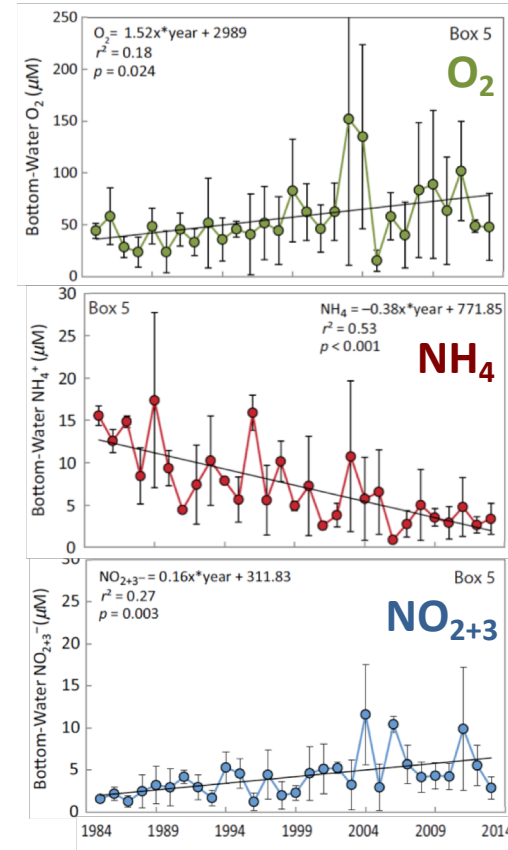 250
O2= 1.52x*year + 2989
r² = 0.18
p = 0.024
Box 5
O2
200
150
100
50
0
Bottom-Water O2 (µM)
30
Box 5
NH4 = –0.38x*year + 771.85
r² = 0.53
p < 0.001
NH4
25
20
15
10
5
0
Bottom-Water NH4+ (µM)
30
NO2+3– = 0.16x*year + 311.83
r² = 0.27
p = 0.003
Box 5
NO2+3
25
20
15
10
5
0
Bottom-Water NO2+3– (µM)
1984 1989 1994 1999 2004 2009 2014